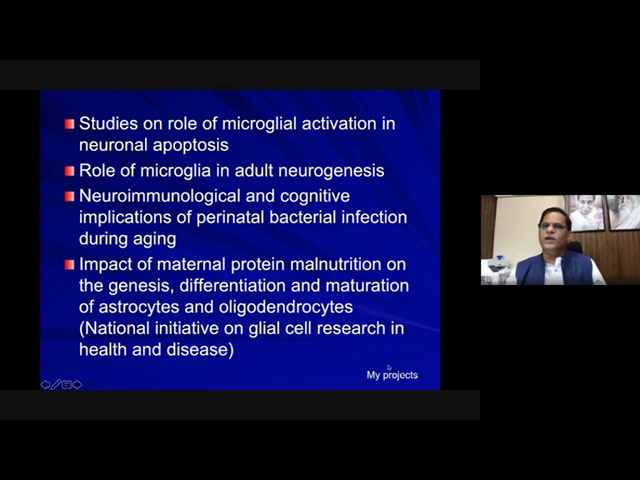 Studies on role of microglial activation in
neuronal apoptosis
Role of microglia in adult neurogenesis
Neuroimmunological and cognitive
implications of perinatal bacterial infection
during aging
Impact of maternal protein malnutrition on
the genesis, differentiation and maturation
of astrocytes and oligodendrocytes
(National initiative on glial cell research in
health and disease)
My projects